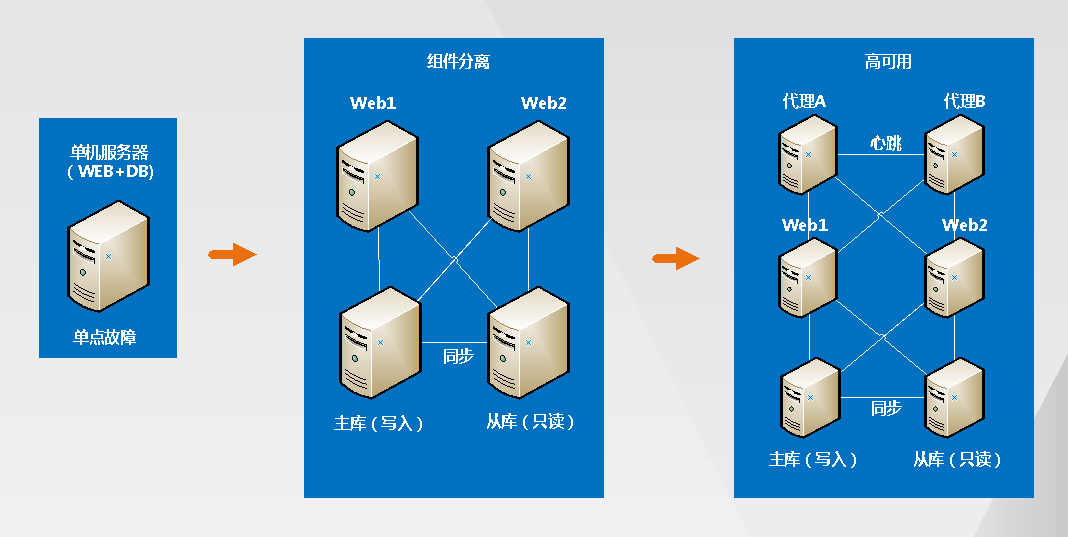 单机服务器
（WEB+DB)
单点故障
组件分离
Web1
Web2
同步
主库（写入）
从库（只读）
高可用
代理A
代理B
心跳
Web1
Web2
同步
主库（写入）
从库（只读）